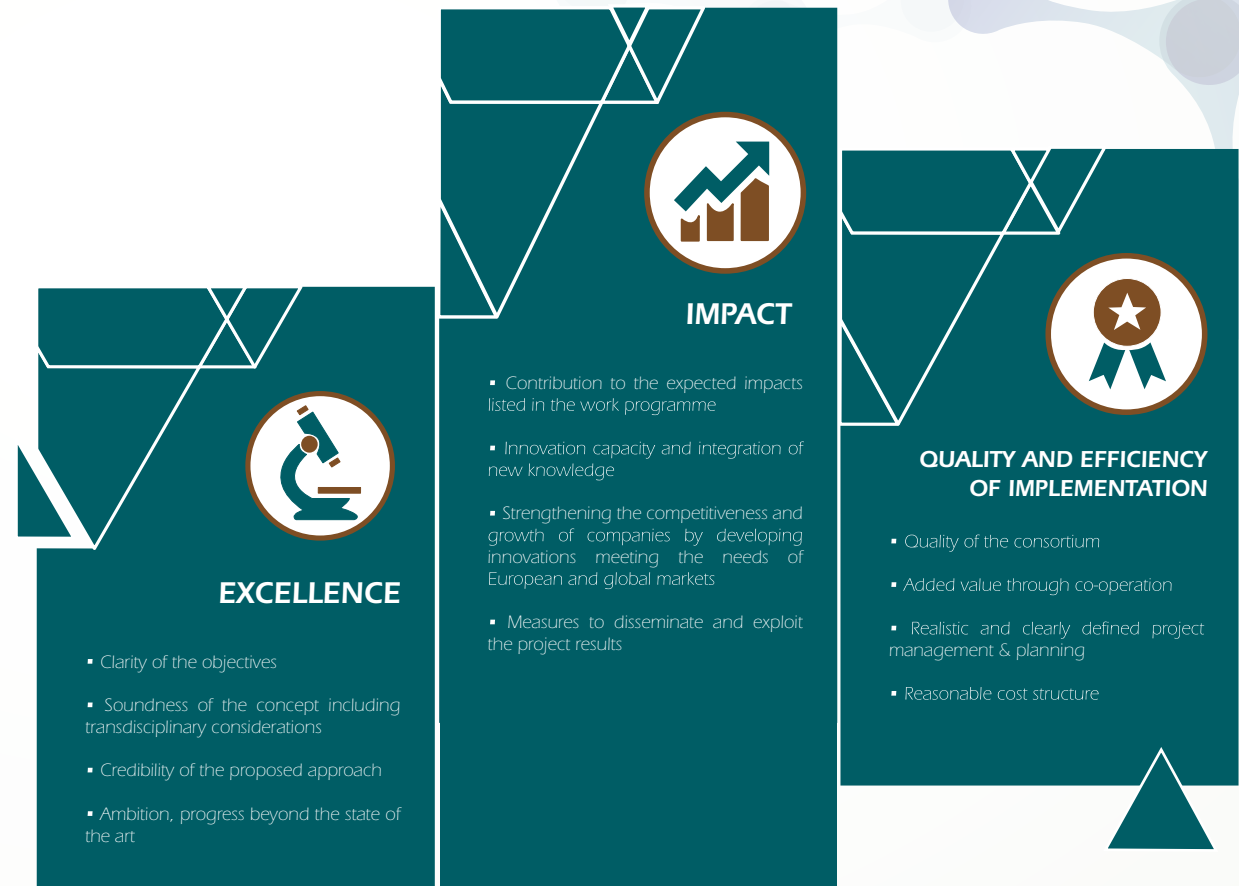 EXCELLENCE
▪ Clarity of the objectives
▪ Soundness of the concept including
transdisciplinary considerations
▪ Credibility of the proposed approach
▪ Ambition, progress beyond the state of
the art
IMPACT
▪ Contribution to the expected impacts
listed in the work programme
▪ Innovation capacity and integration of
new knowledge
▪ Strengthening the competitiveness and
growth of companies by developing
innovations meeting the needs of
European and global markets
▪ Measures to disseminate and exploit
the project results
QUALITY AND EFFICIENCY
OF IMPLEMENTATION
▪ Quality of the consortium
▪ Added value through co-operation
▪ Realistic and clearly defined project
management & planning
▪ Reasonable cost structure